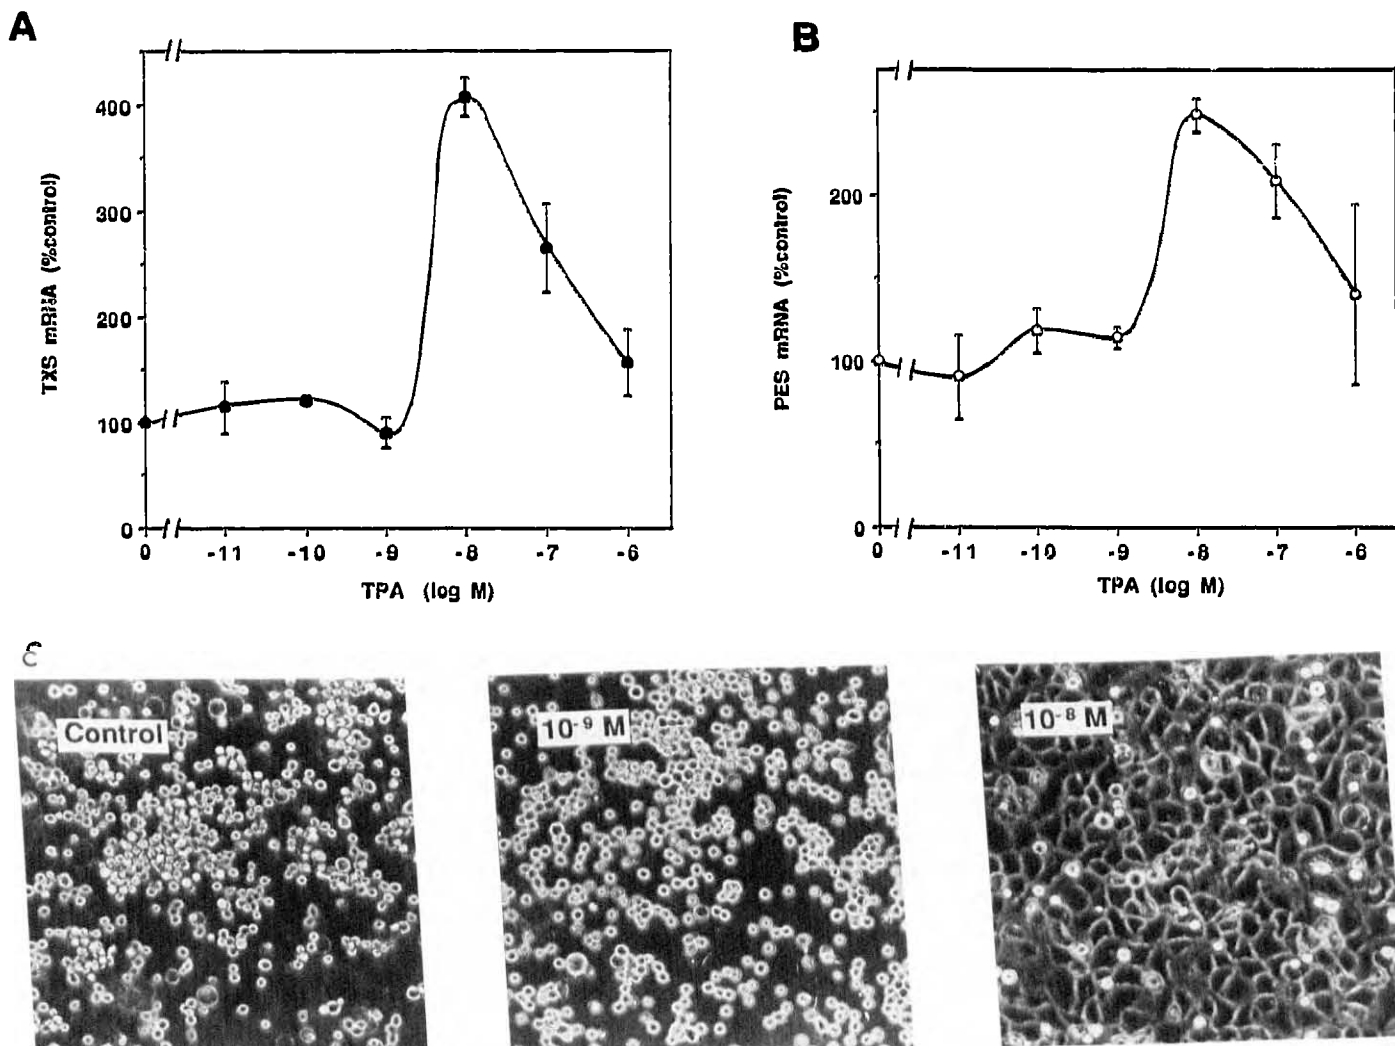 A
TXS mRNA (%control)
400
300
200
100
0
0 -11 -10 -9 -8 -7 -6
TPA (log M)
B
PES mRNA (%control)
200
100
0
0 -11 -10 -9 -8 -7 -6
TPA (log M)
C
Control
10⁻⁹ M
10⁻⁸ M